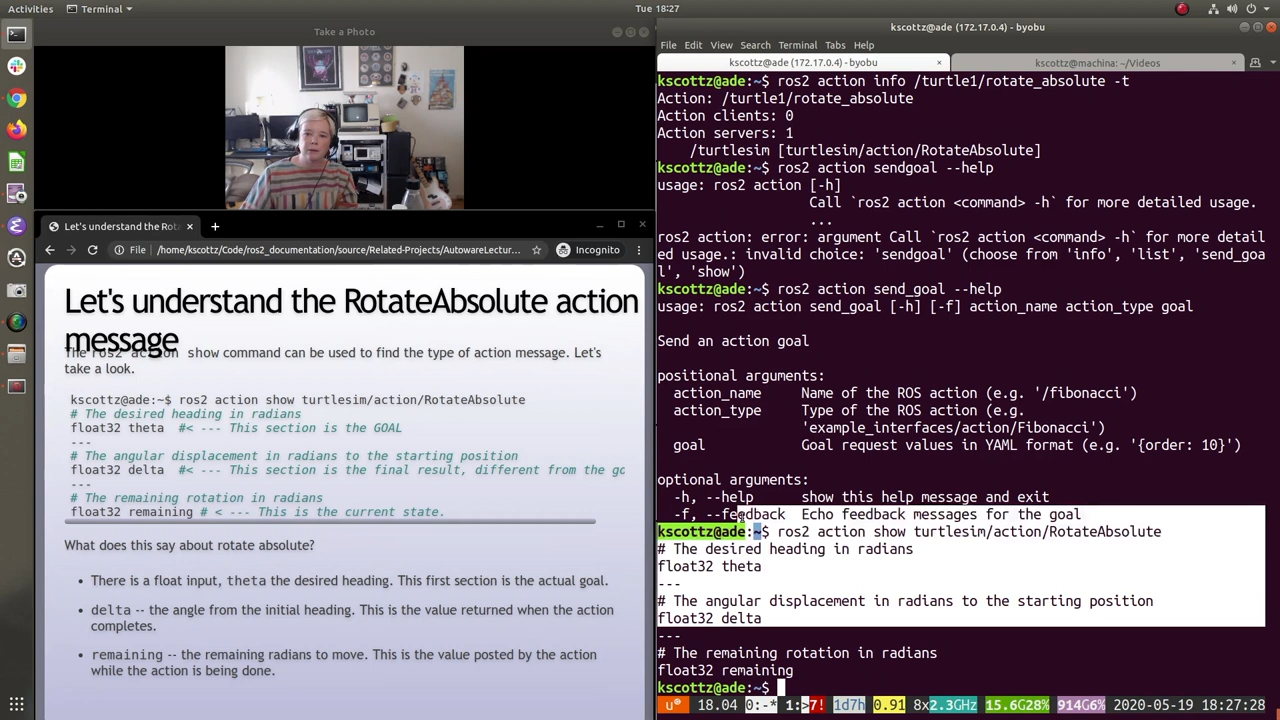 Activities
Terminal
Tue 18:27
Take a Photo
Let's understand the Rota
File
/home/kscottz/Code/ros2_documentation/source/Related-Projects/AutowareLectur...
Incognito
Let's understand the RotateAbsolute action
message
The ros2 action show command can be used to find the type of action message. Let's
take a look.
kscottz@ade:~$ ros2 action show turtlesim/action/RotateAbsolute
# The desired heading in radians
float32 theta #< --- This section is the GOAL
---
# The angular displacement in radians to the starting position
float32 delta #< --- This section is the final result, different from the go
---
# The remaining rotation in radians
float32 remaining # < --- This is the current state.
What does this say about rotate absolute?
• There is a float input, theta the desired heading. This first section is the actual goal.
• delta -- the angle from the initial heading. This is the value returned when the action
completes.
• remaining -- the remaining radians to move. This is the value posted by the action
while the action is being done.
kscottz@ade (172.17.0.4) - byobu
File Edit View Search Terminal Tabs Help
kscottz@ade (172.17.0.4) - byobu
kscottz@machina: ~/Videos
kscottz@ade:~$ ros2 action info /turtle1/rotate_absolute -t
Action: /turtle1/rotate_absolute
Action clients: 0
Action servers: 1
/turtlesim [turtlesim/action/RotateAbsolute]
kscottz@ade:~$ ros2 action sendgoal --help
usage: ros2 action [-h]
Call `ros2 action <command> -h` for more detailed usage.
...
ros2 action: error: argument Call `ros2 action <command> -h` for more detail
ed usage.: invalid choice: 'sendgoal' (choose from 'info', 'list', 'send_goa
l', 'show')
kscottz@ade:~$ ros2 action send_goal --help
usage: ros2 action send_goal [-h] [-f] action_name action_type goal
Send an action goal
positional arguments:
action_name Name of the ROS action (e.g. '/fibonacci')
action_type Type of the ROS action (e.g.
'example_interfaces/action/Fibonacci')
goal Goal request values in YAML format (e.g. '{order: 10}')
optional arguments:
-h, --help show this help message and exit
-f, --feedback Echo feedback messages for the goal
kscottz@ade:~$ ros2 action show turtlesim/action/RotateAbsolute
# The desired heading in radians
float32 theta
---
# The angular displacement in radians to the starting position
float32 delta
---
# The remaining rotation in radians
float32 remaining
kscottz@ade:~$
18.04 0:-* 1:>7! 1d7h 0.91 8x2.3GHz 15.6G28% 914G6% 2020-05-19 18:27:28